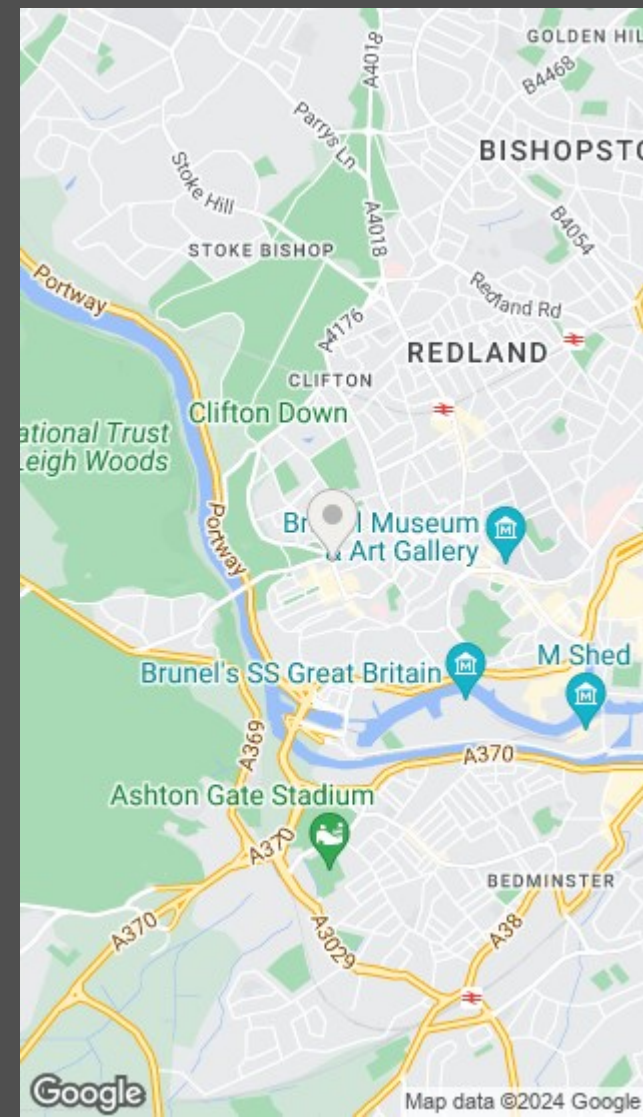 GOLDEN HIL
A4018
B4468
Parrys Ln
BISHOPSTO
Stoke Hill
A4018
B4054
STOKE BISHOP
Portway
Redland Rd
A4176
REDLAND
CLIFTON
Clifton Down
ational Trust
Leigh Woods
Portway
Museum
& Art Gallery
Brunel's SS Great Britain
M Shed
A369
A370
Ashton Gate Stadium
A370
BEDMINSTER
A370
A3029
A38
Google
Map data ©2024 Google